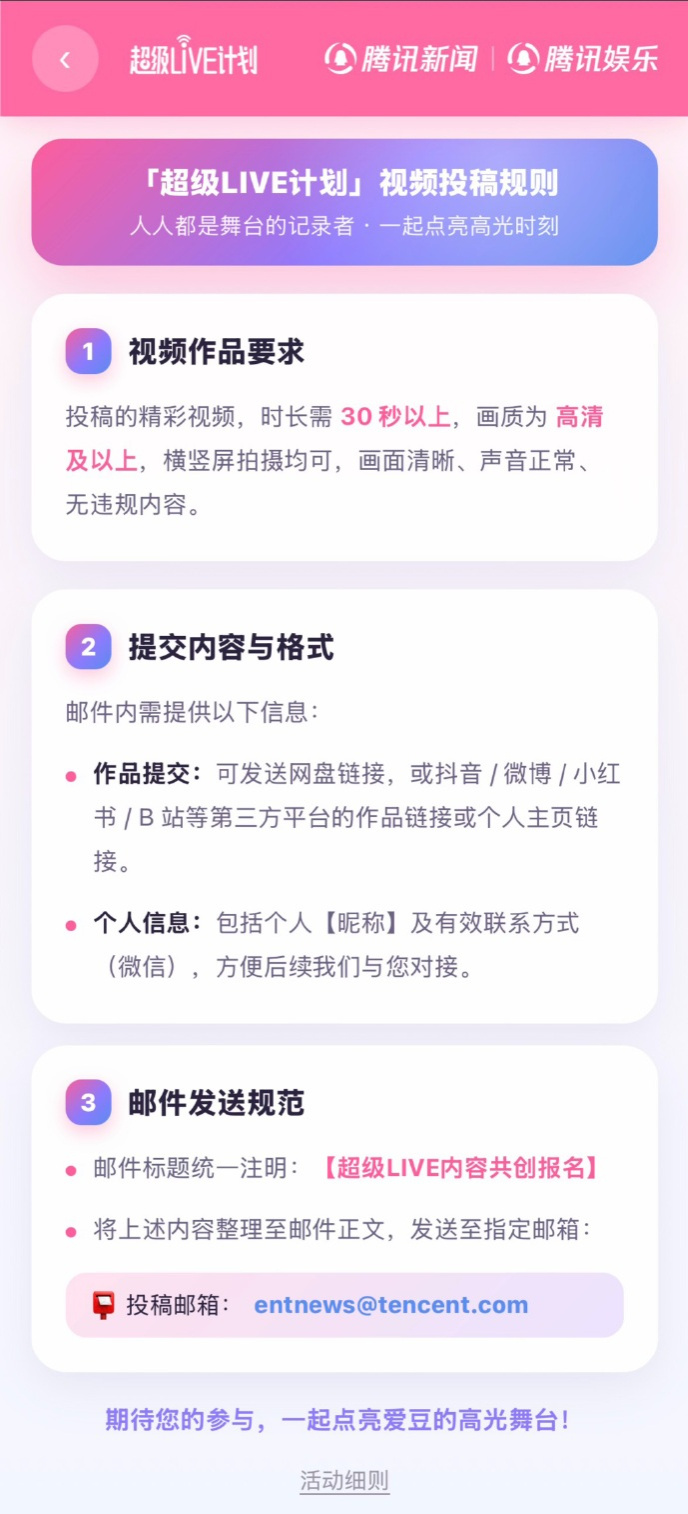 超级LIVE计划 腾讯新闻 | 腾讯娱乐
「超级LIVE计划」视频投稿规则
人人都是舞台的记录者 · 一起点亮高光时刻
1 视频作品要求
投稿的精彩视频，时长需 30 秒以上，画质为 高清
及以上，横竖屏拍摄均可，画面清晰、声音正常、
无违规内容。
2 提交内容与格式
邮件内需提供以下信息：
作品提交：可发送网盘链接，或抖音 / 微博 / 小红
书 / B 站等第三方平台的作品链接或个人主页链
接。
个人信息：包括个人【昵称】及有效联系方式
（微信），方便后续我们与您对接。
3 邮件发送规范
邮件标题统一注明：【超级LIVE内容共创报名】
将上述内容整理至邮件正文，发送至指定邮箱：
投稿邮箱： entnews@tencent.com
期待您的参与，一起点亮爱豆的高光舞台！
活动细则